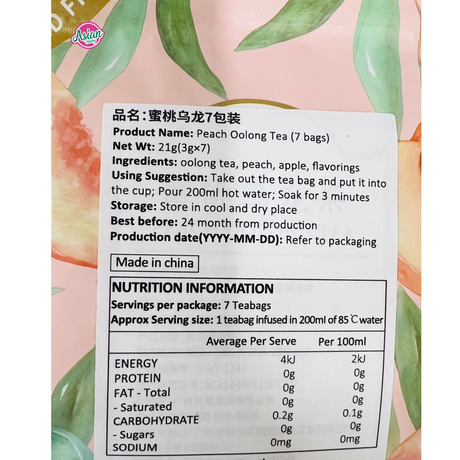 D F
Asian
品名:蜜桃乌龙7包装
Product Name: Peach Oolong Tea (7 bags)
Net Wt: 21g(3g×7)
Ingredients: oolong tea, peach, apple, flavorings
Using Suggestion: Take out the tea bag and put it into
the cup; Pour 200ml hot water; Soak for 3 minutes
Storage: Store in cool and dry place
Best before: 24 month from production
Production date(YYYY-MM-DD): Refer to packaging
Made in china
NUTRITION INFORMATION
Servings per package: 7 Teabags
Approx Serving size: 1 teabag infused in 200ml of 85℃ water
Average Per Serve Per 100ml
ENERGY 4kJ 2kJ
PROTEIN 0g 0g
FAT - Total 0g 0g
- Saturated 0g 0g
CARBOHYDRATE 0.2g 0.1g
- Sugars 0g 0g
SODIUM 0mg 0mg